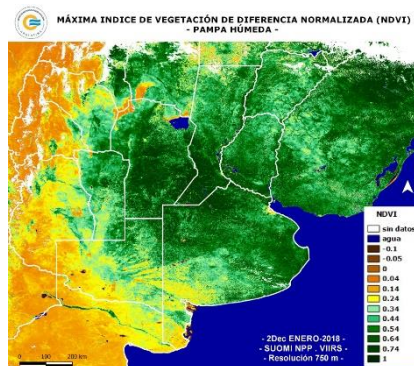 MÁXIMA INDICE DE VEGETACIÓN DE DIFERENCIA NORMALIZADA (NDVI)
- PAMPA HÚMEDA -
NDVI
sin datos
agua
-0.1
-0.05
0
0.04
0.14
0.24
0.34
0.44
0.54
0.64
0.74
1
- 2Dec ENERO-2018 -
- SUOMI NPP . VIIRS -
- Resolución 750 m -
0 100 200 km